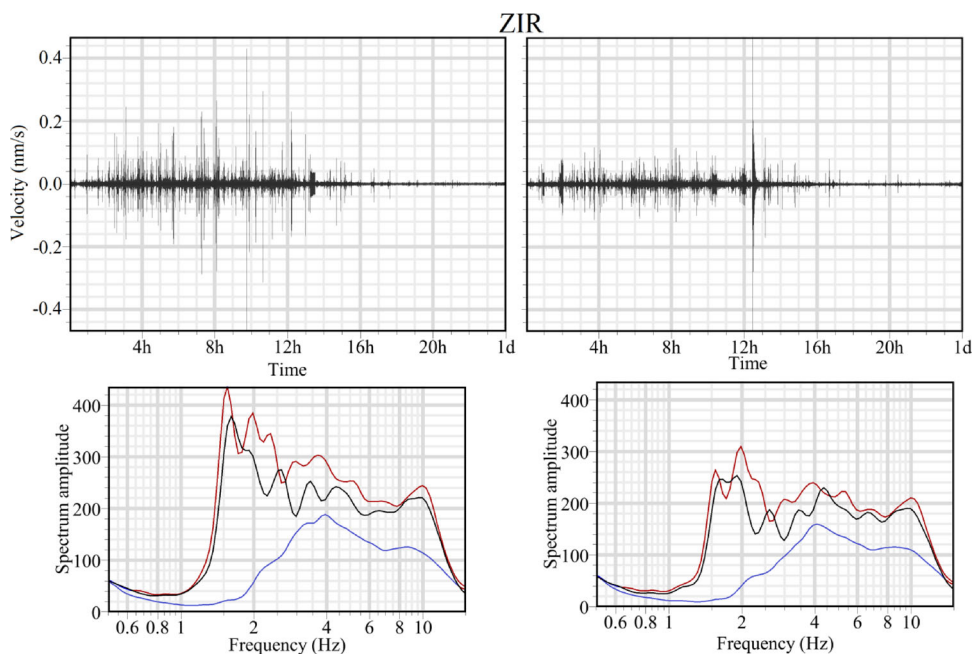 ZIR
Velocity (nm/s)
0.4
0.2
0.0
-0.2
-0.4
4h 8h 12h 16h 20h 1d
Time
4h 8h 12h 16h 20h 1d
Time
Spectrum amplitude
400
300
200
100
0
0.6 0.8 1 2 4 6 8 10
Frequency (Hz)
Spectrum amplitude
400
300
200
100
0
0.6 0.8 1 2 4 6 8 10
Frequency (Hz)